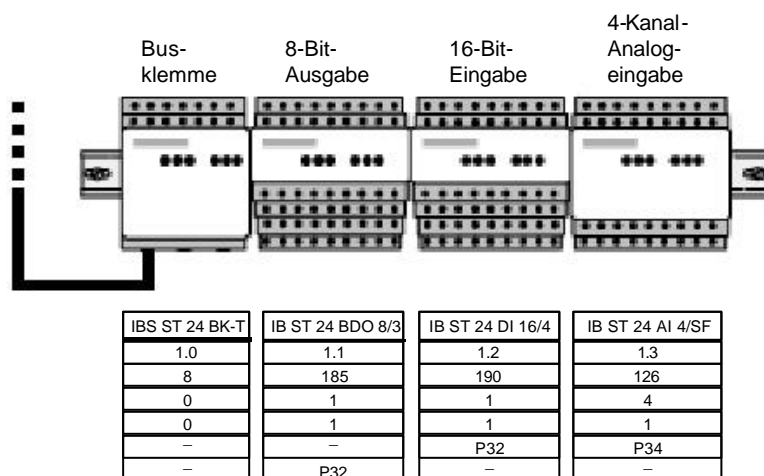 Bus-
klemme
8-Bit-
Ausgabe
16-Bit-
Eingabe
4-Kanal-
Analog-
eingabe
IBS ST 24 BK-T IB ST 24 BDO 8/3 IB ST 24 DI 16/4 IB ST 24 AI 4/SF
1.0 1.1 1.2 1.3
8 185 190 126
0 1 1 4
0 1 1 1
– – P32 P34
– P32 – –